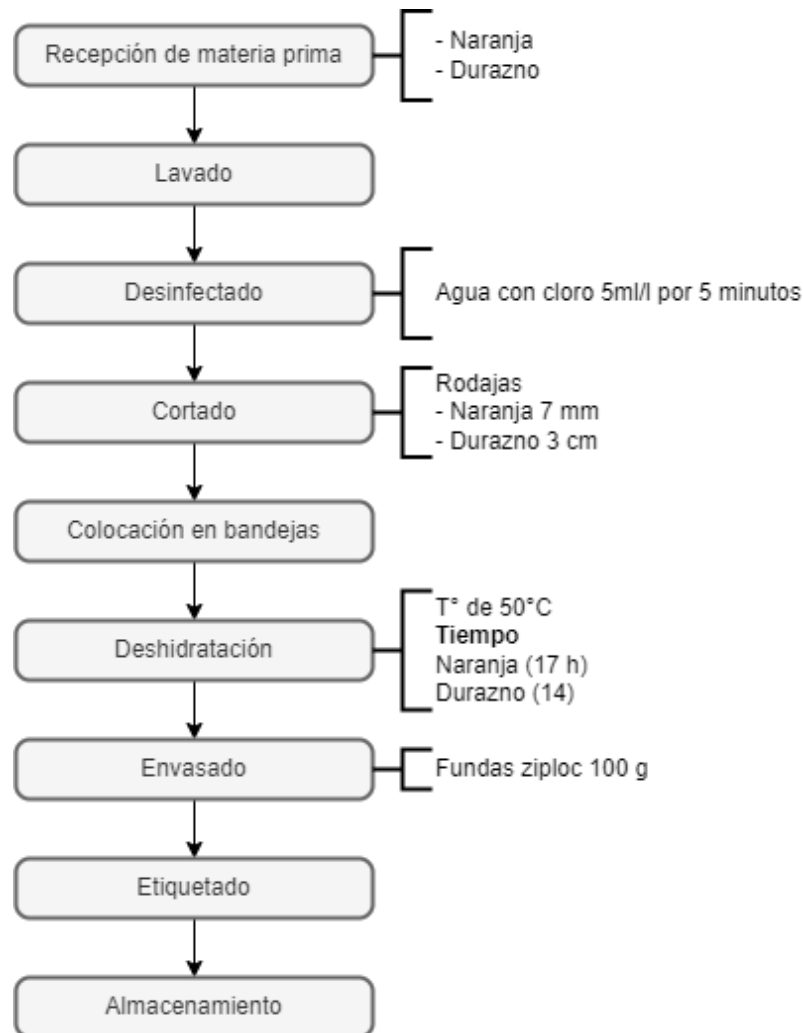 Recepción de materia prima
- Naranja
- Durazno
Lavado
Desinfectado
Agua con cloro 5ml/l por 5 minutos
Cortado
Rodajas
- Naranja 7 mm
- Durazno 3 cm
Colocación en bandejas
Deshidratación
T° de 50°C
Tiempo
Naranja (17 h)
Durazno (14)
Envasado
Fundas ziploc 100 g
Etiquetado
Almacenamiento